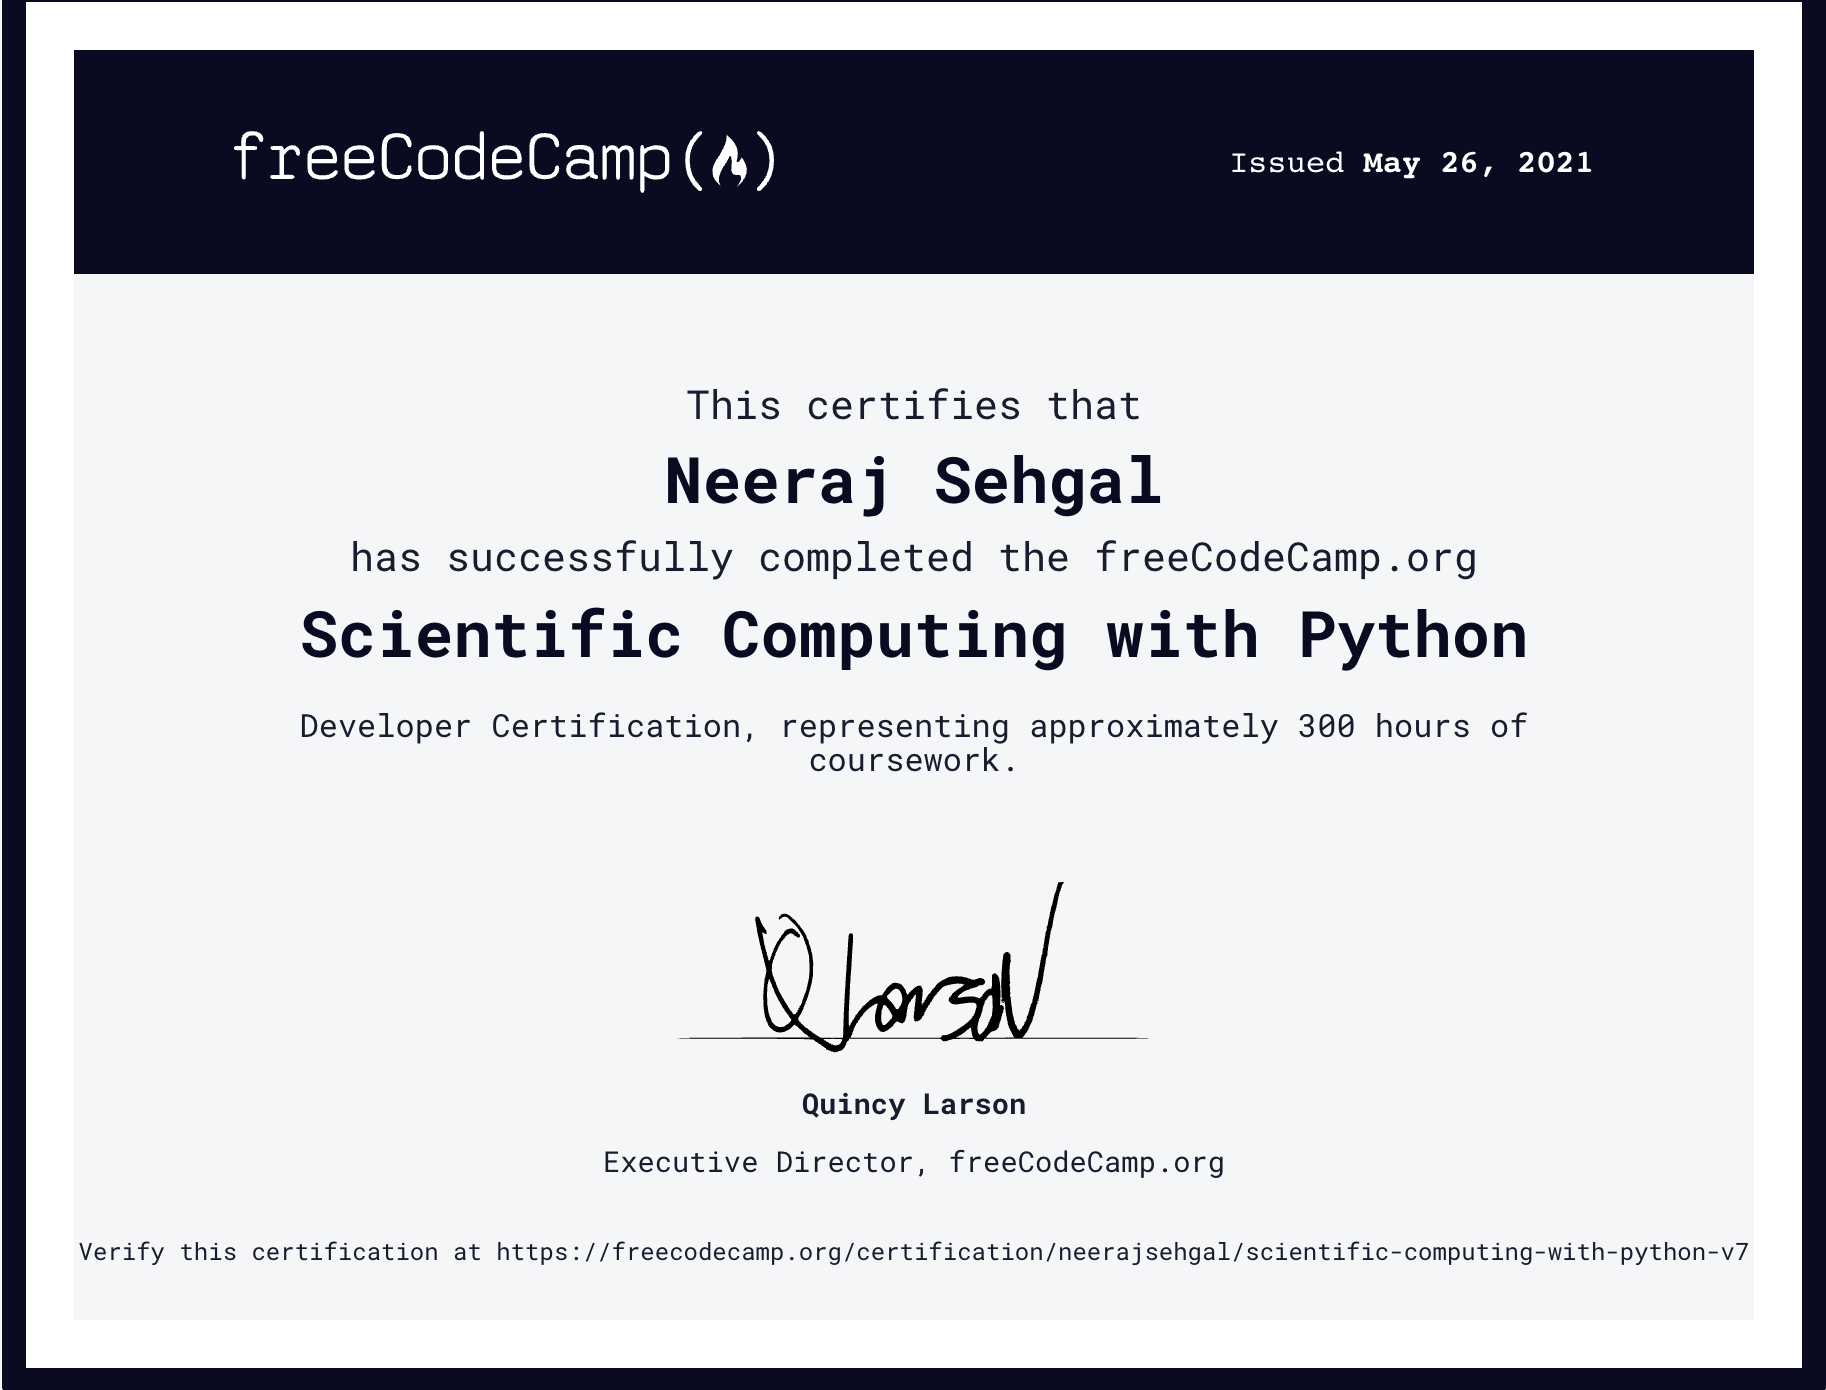 freeCodeCamp(🔥)
Issued May 26, 2021
This certifies that
Neeraj Sehgal
has successfully completed the freeCodeCamp.org
Scientific Computing with Python
Developer Certification, representing approximately 300 hours of
coursework.
Q Larson
Quincy Larson
Executive Director, freeCodeCamp.org
Verify this certification at https://freecodecamp.org/certification/neerajsehgal/scientific-computing-with-python-v7